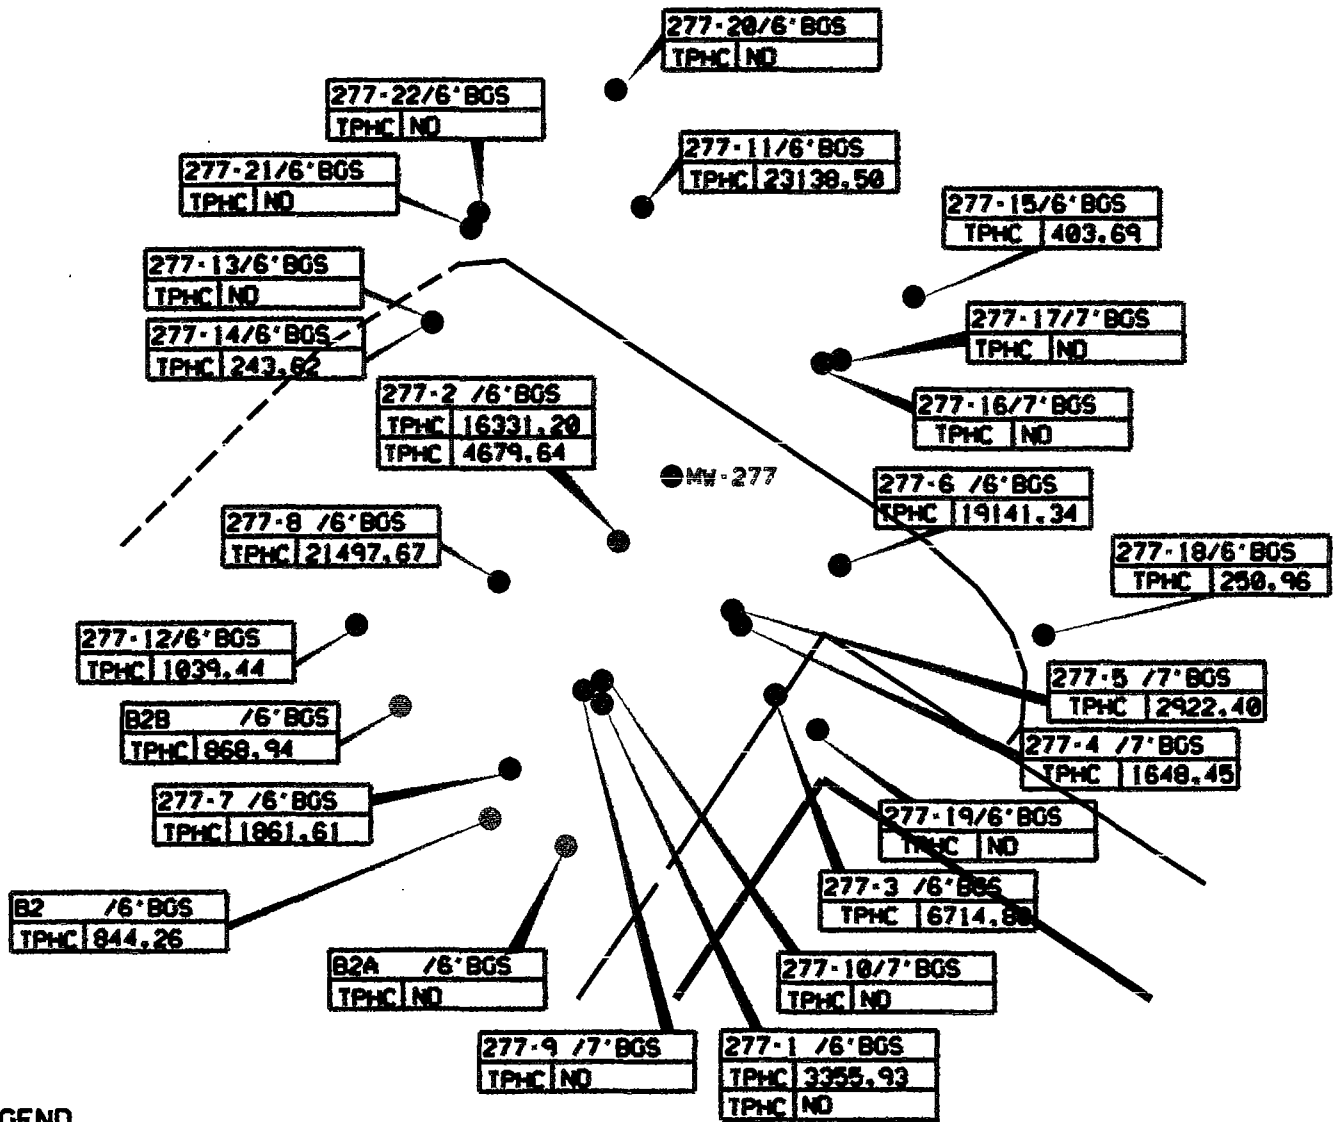 277-20/6'BGS
TPHC ND
277-22/6'BGS
TPHC ND
277-11/6'BGS
TPHC 23138.50
277-21/6'BGS
TPHC ND
277-15/6'BGS
TPHC 403.69
277-13/6'BGS
TPHC ND
277-17/7'BGS
TPHC ND
277-14/6'BGS
TPHC 243.62
277-2 /6'BGS
TPHC 16331.20
TPHC 4679.64
277-16/7'BGS
TPHC ND
MW-277
277-6 /6'BGS
TPHC 19141.34
277-8 /6'BGS
TPHC 21497.67
277-18/6'BGS
TPHC 250.96
277-12/6'BGS
TPHC 1039.44
277-5 /7'BGS
TPHC 2922.40
B2B /6'BGS
TPHC 868.94
277-4 /7'BGS
TPHC 1648.45
277-7 /6'BGS
TPHC 1861.61
277-19/6'BGS
TPHC ND
277-3 /6'BGS
TPHC 6714.80
B2 /6'BGS
TPHC 844.26
B2A /6'BGS
TPHC ND
277-10/7'BGS
TPHC ND
277-9 /7'BGS
TPHC ND
277-1 /6'BGS
TPHC 3355.93
TPHC ND
GEND